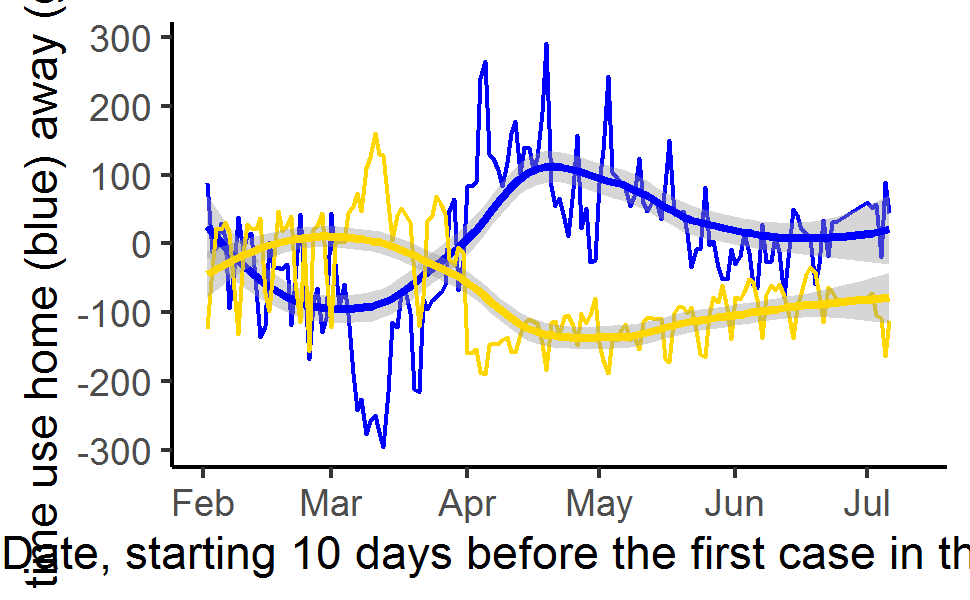 time use home (blue) away (
300
200
100
0
-100
-200
-300
Feb Mar Apr May Jun Jul
Date, starting 10 days before the first case in th